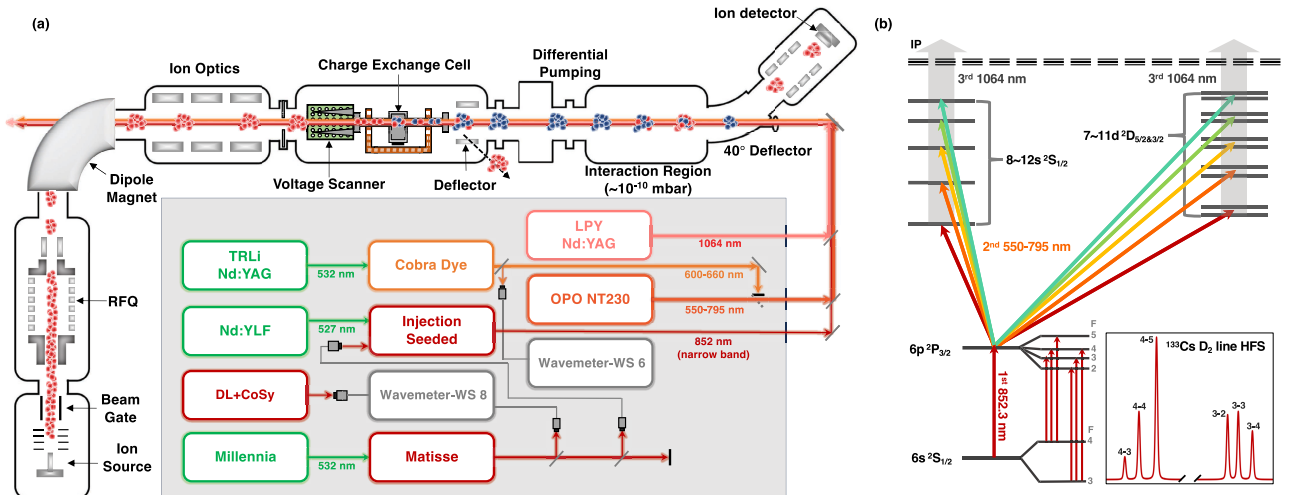 (a)
Ion detector
Differential
Pumping
Charge Exchange Cell
Ion Optics
40° Deflector
Dipole
Magnet
Voltage Scanner
Deflector
Interaction Region
(~10⁻¹⁰ mbar)
RFQ
Beam
Gate
Ion
Source
LPY
Nd:YAG
1064 nm
TRLi
Nd:YAG
532 nm
Cobra Dye
600-660 nm
OPO NT230
550-795 nm
Nd:YLF
527 nm
Injection
Seeded
852 nm
(narrow band)
Wavemeter-WS 6
DL+CoSy
Wavemeter-WS 8
Millennia
532 nm
Matisse
(b)
IP
3rd 1064 nm
3rd 1064 nm
7~11d ²D5/2&3/2
8~12s ²S1/2
2nd 550-795 nm
6p ²P3/2
F
5
4
3
2
1st 852.3 nm
6s ²S1/2
F
4
3
¹³³Cs D₂ line HFS
4-5
4-4
4-3
3-2
3-3
3-4